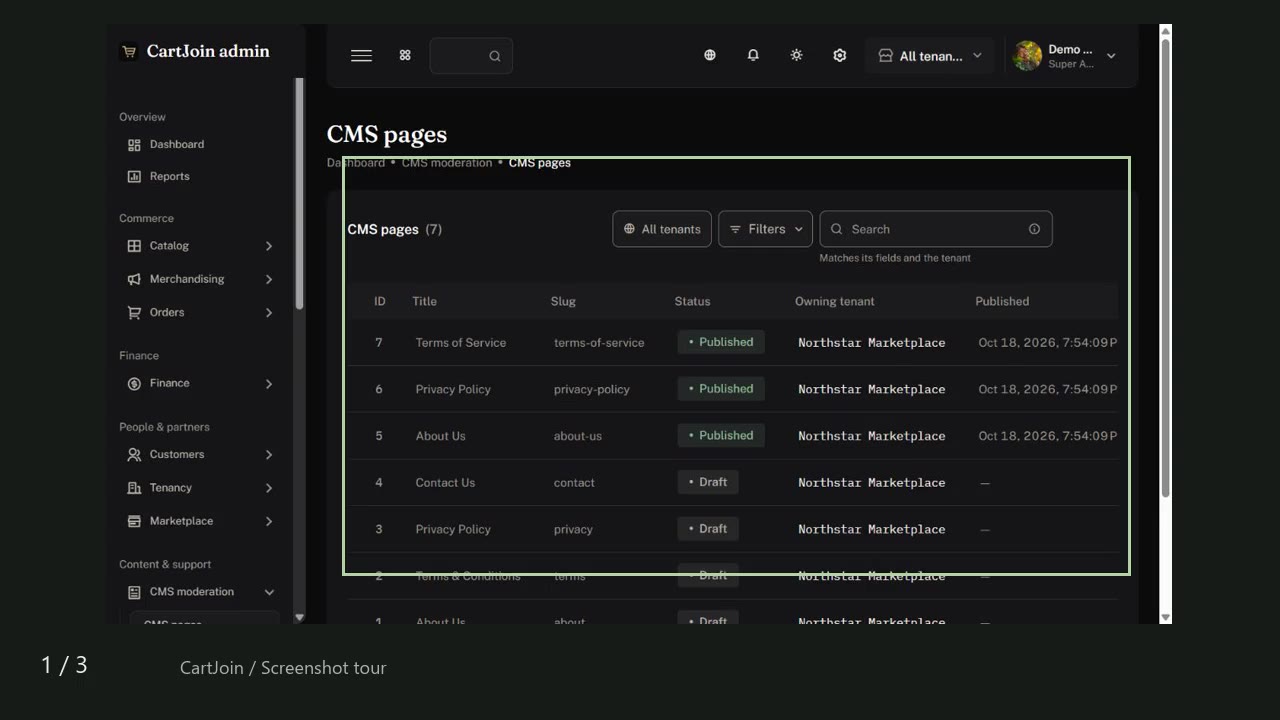 CartJoin admin
All tenan...
Demo ...
Super A...
Overview
Dashboard
Reports
Commerce
Catalog
Merchandising
Orders
Finance
Finance
People & partners
Customers
Tenancy
Marketplace
Content & support
CMS moderation
CMS pages
CMS pages
Dashboard • CMS moderation • CMS pages
CMS pages (7)
All tenants
Filters
Search
Matches its fields and the tenant
ID Title Slug Status Owning tenant Published
7 Terms of Service terms-of-service • Published Northstar Marketplace Oct 18, 2026, 7:54:09 P
6 Privacy Policy privacy-policy • Published Northstar Marketplace Oct 18, 2026, 7:54:09 P
5 About Us about-us • Published Northstar Marketplace Oct 18, 2026, 7:54:09 P
4 Contact Us contact • Draft Northstar Marketplace —
3 Privacy Policy privacy • Draft Northstar Marketplace —
2 Terms & Conditions terms • Draft Northstar Marketplace —
1 About Us about • Draft Northstar Marketplace —
1 / 3
CartJoin / Screenshot tour